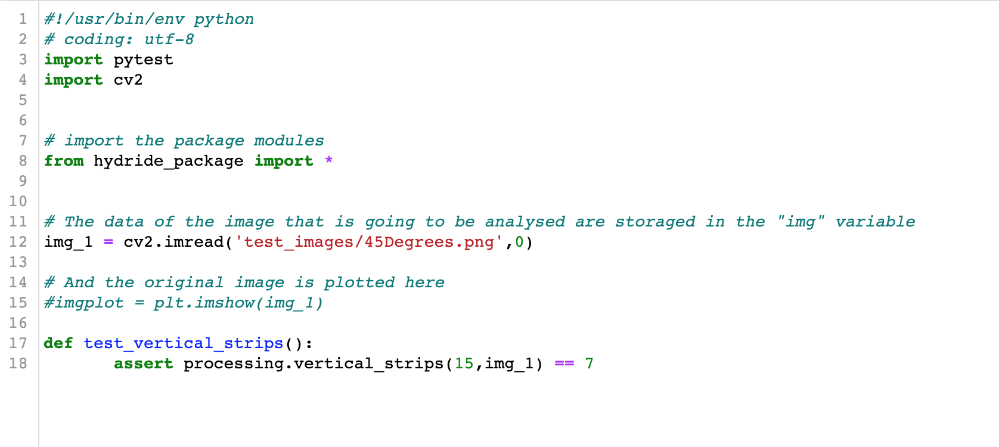 1 #!/usr/bin/env python
2 # coding: utf-8
3 import pytest
4 import cv2
5
6
7 # import the package modules
8 from hydride_package import *
9
10
11 # The data of the image that is going to be analysed are storaged in the "img" variable
12 img_1 = cv2.imread('test_images/45Degrees.png',0)
13
14 # And the original image is plotted here
15 #imgplot = plt.imshow(img_1)
16
17 def test_vertical_strips():
18         assert processing.vertical_strips(15,img_1) == 7